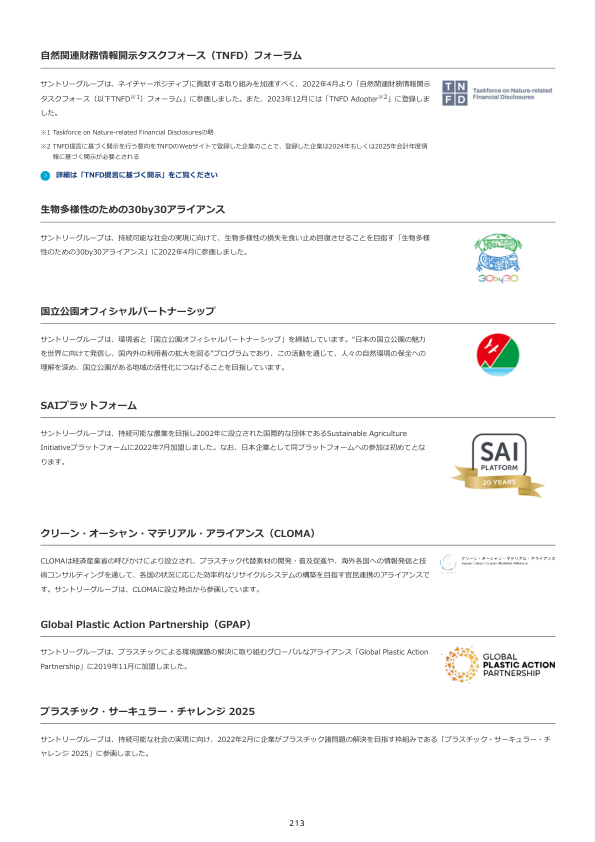 自然関連財務情報開示タスクフォース（TNFD）フォーラム
サントリーグループは、ネイチャーポジティブに貢献する取り組みを加速すべく、2022年4月より「自然関連財務情報開示
タスクフォース（以下TNFD※1）フォーラム」に参画しました。また、2023年12月には「TNFD Adopter※2」に登録しま
した。
TN
FD
Taskforce on Nature-related
Financial Disclosures
※1 Taskforce on Nature-related Financial Disclosuresの略
※2 TNFD提言に基づく開示を行う意向をTNFDのWebサイトで登録した企業のことで、登録した企業は2024年もしくは2025年会計年度情
報に基づく開示が必要とされる
詳細は「TNFD提言に基づく開示」をご覧ください
生物多様性のための30by30アライアンス
サントリーグループは、持続可能な社会の実現に向けて、生物多様性の損失を食い止め回復させることを目指す「生物多様
性のための30by30アライアンス」に2022年4月に参画しました。
30by30
国立公園オフィシャルパートナーシップ
サントリーグループは、環境省と「国立公園オフィシャルパートナーシップ」を締結しています。“日本の国立公園の魅力
を世界に向けて発信し、国内外の利用者の拡大を図る”プログラムであり、この活動を通じて、人々の自然環境の保全への
理解を深め、国立公園がある地域の活性化につなげることを目指しています。
SAIプラットフォーム
サントリーグループは、持続可能な農業を目指し2002年に設立された国際的な団体であるSustainable Agriculture
Initiativeプラットフォームに2022年7月加盟しました。なお、日本企業として同プラットフォームへの参加は初めてとな
ります。
SAI
PLATFORM
20 YEARS
クリーン・オーシャン・マテリアル・アライアンス（CLOMA）
CLOMAは経済産業省の呼びかけにより設立され、プラスチック代替素材の開発・普及促進や、海外各国への情報発信と技
術コンサルティングを通して、各国の状況に応じた効率的なリサイクルシステムの構築を目指す官民連携のアライアンスで
す。サントリーグループは、CLOMAに設立時点から参画しています。
クリーン・オーシャン・マテリアル・アライアンス
Japan Clean Ocean Material Alliance
Global Plastic Action Partnership（GPAP）
サントリーグループは、プラスチックによる環境課題の解決に取り組むグローバルなアライアンス「Global Plastic Action
Partnership」に2019年11月に加盟しました。
GLOBAL
PLASTIC ACTION
PARTNERSHIP
プラスチック・サーキュラー・チャレンジ 2025
サントリーグループは、持続可能な社会の実現に向け、2022年2月に企業がプラスチック諸問題の解決を目指す枠組みである「プラスチック・サーキュラー・チ
ャレンジ 2025」に参画しました。
213